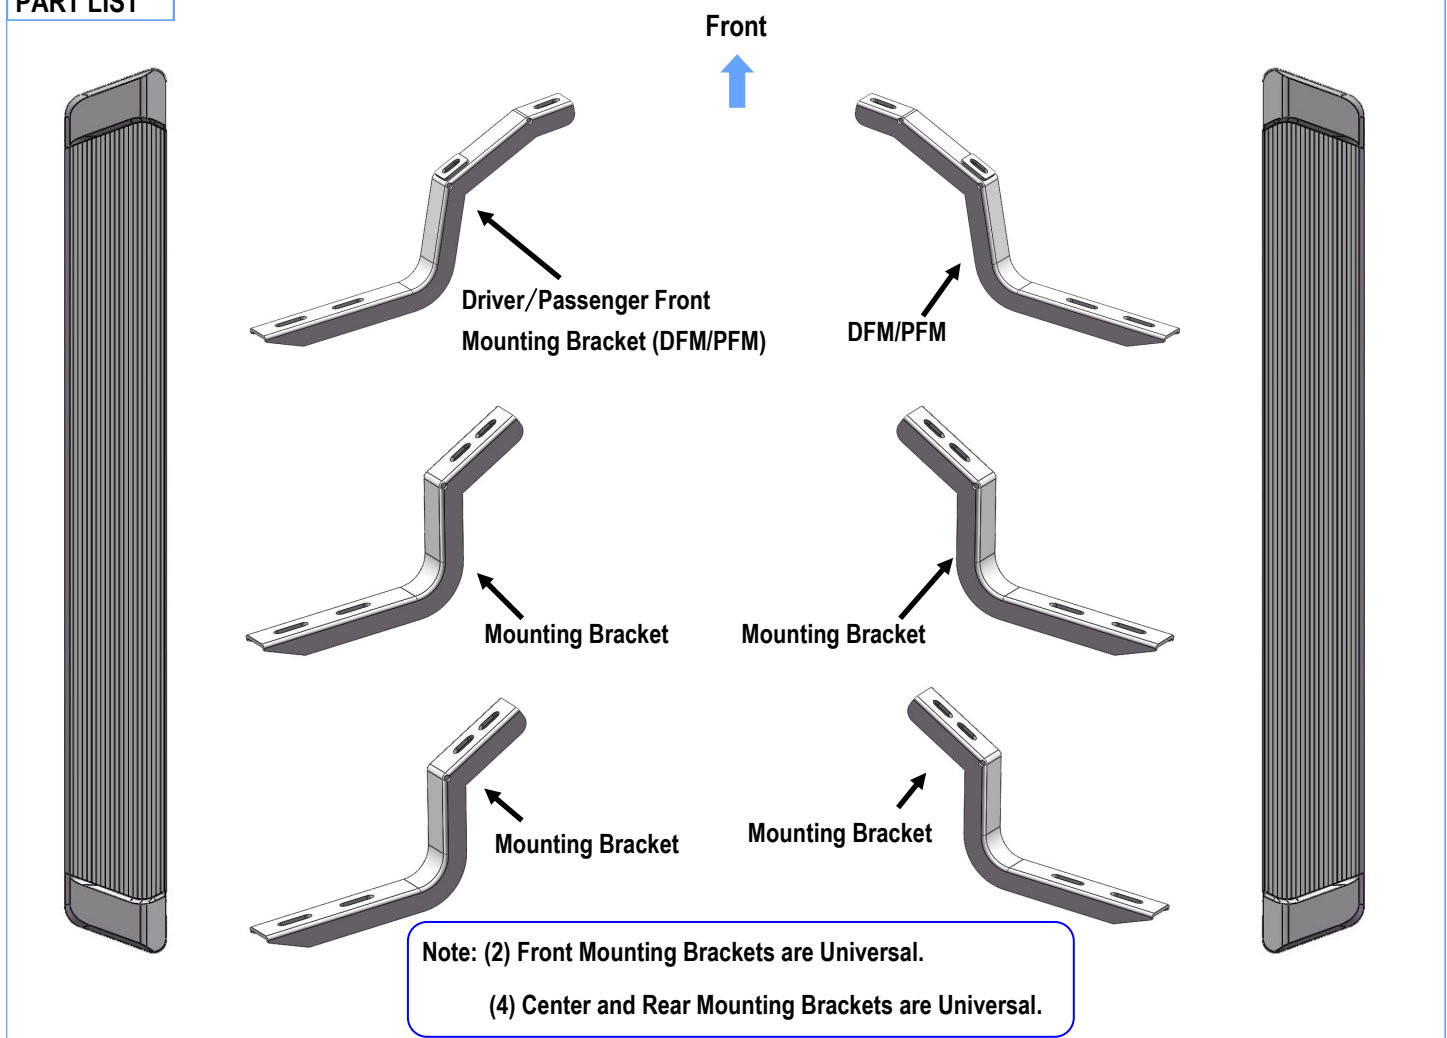 PART LIST
Front
Driver/Passenger Front
Mounting Bracket (DFM/PFM)
DFM/PFM
Mounting Bracket
Mounting Bracket
Mounting Bracket
Mounting Bracket
Note: (2) Front Mounting Brackets are Universal.
(4) Center and Rear Mounting Brackets are Universal.